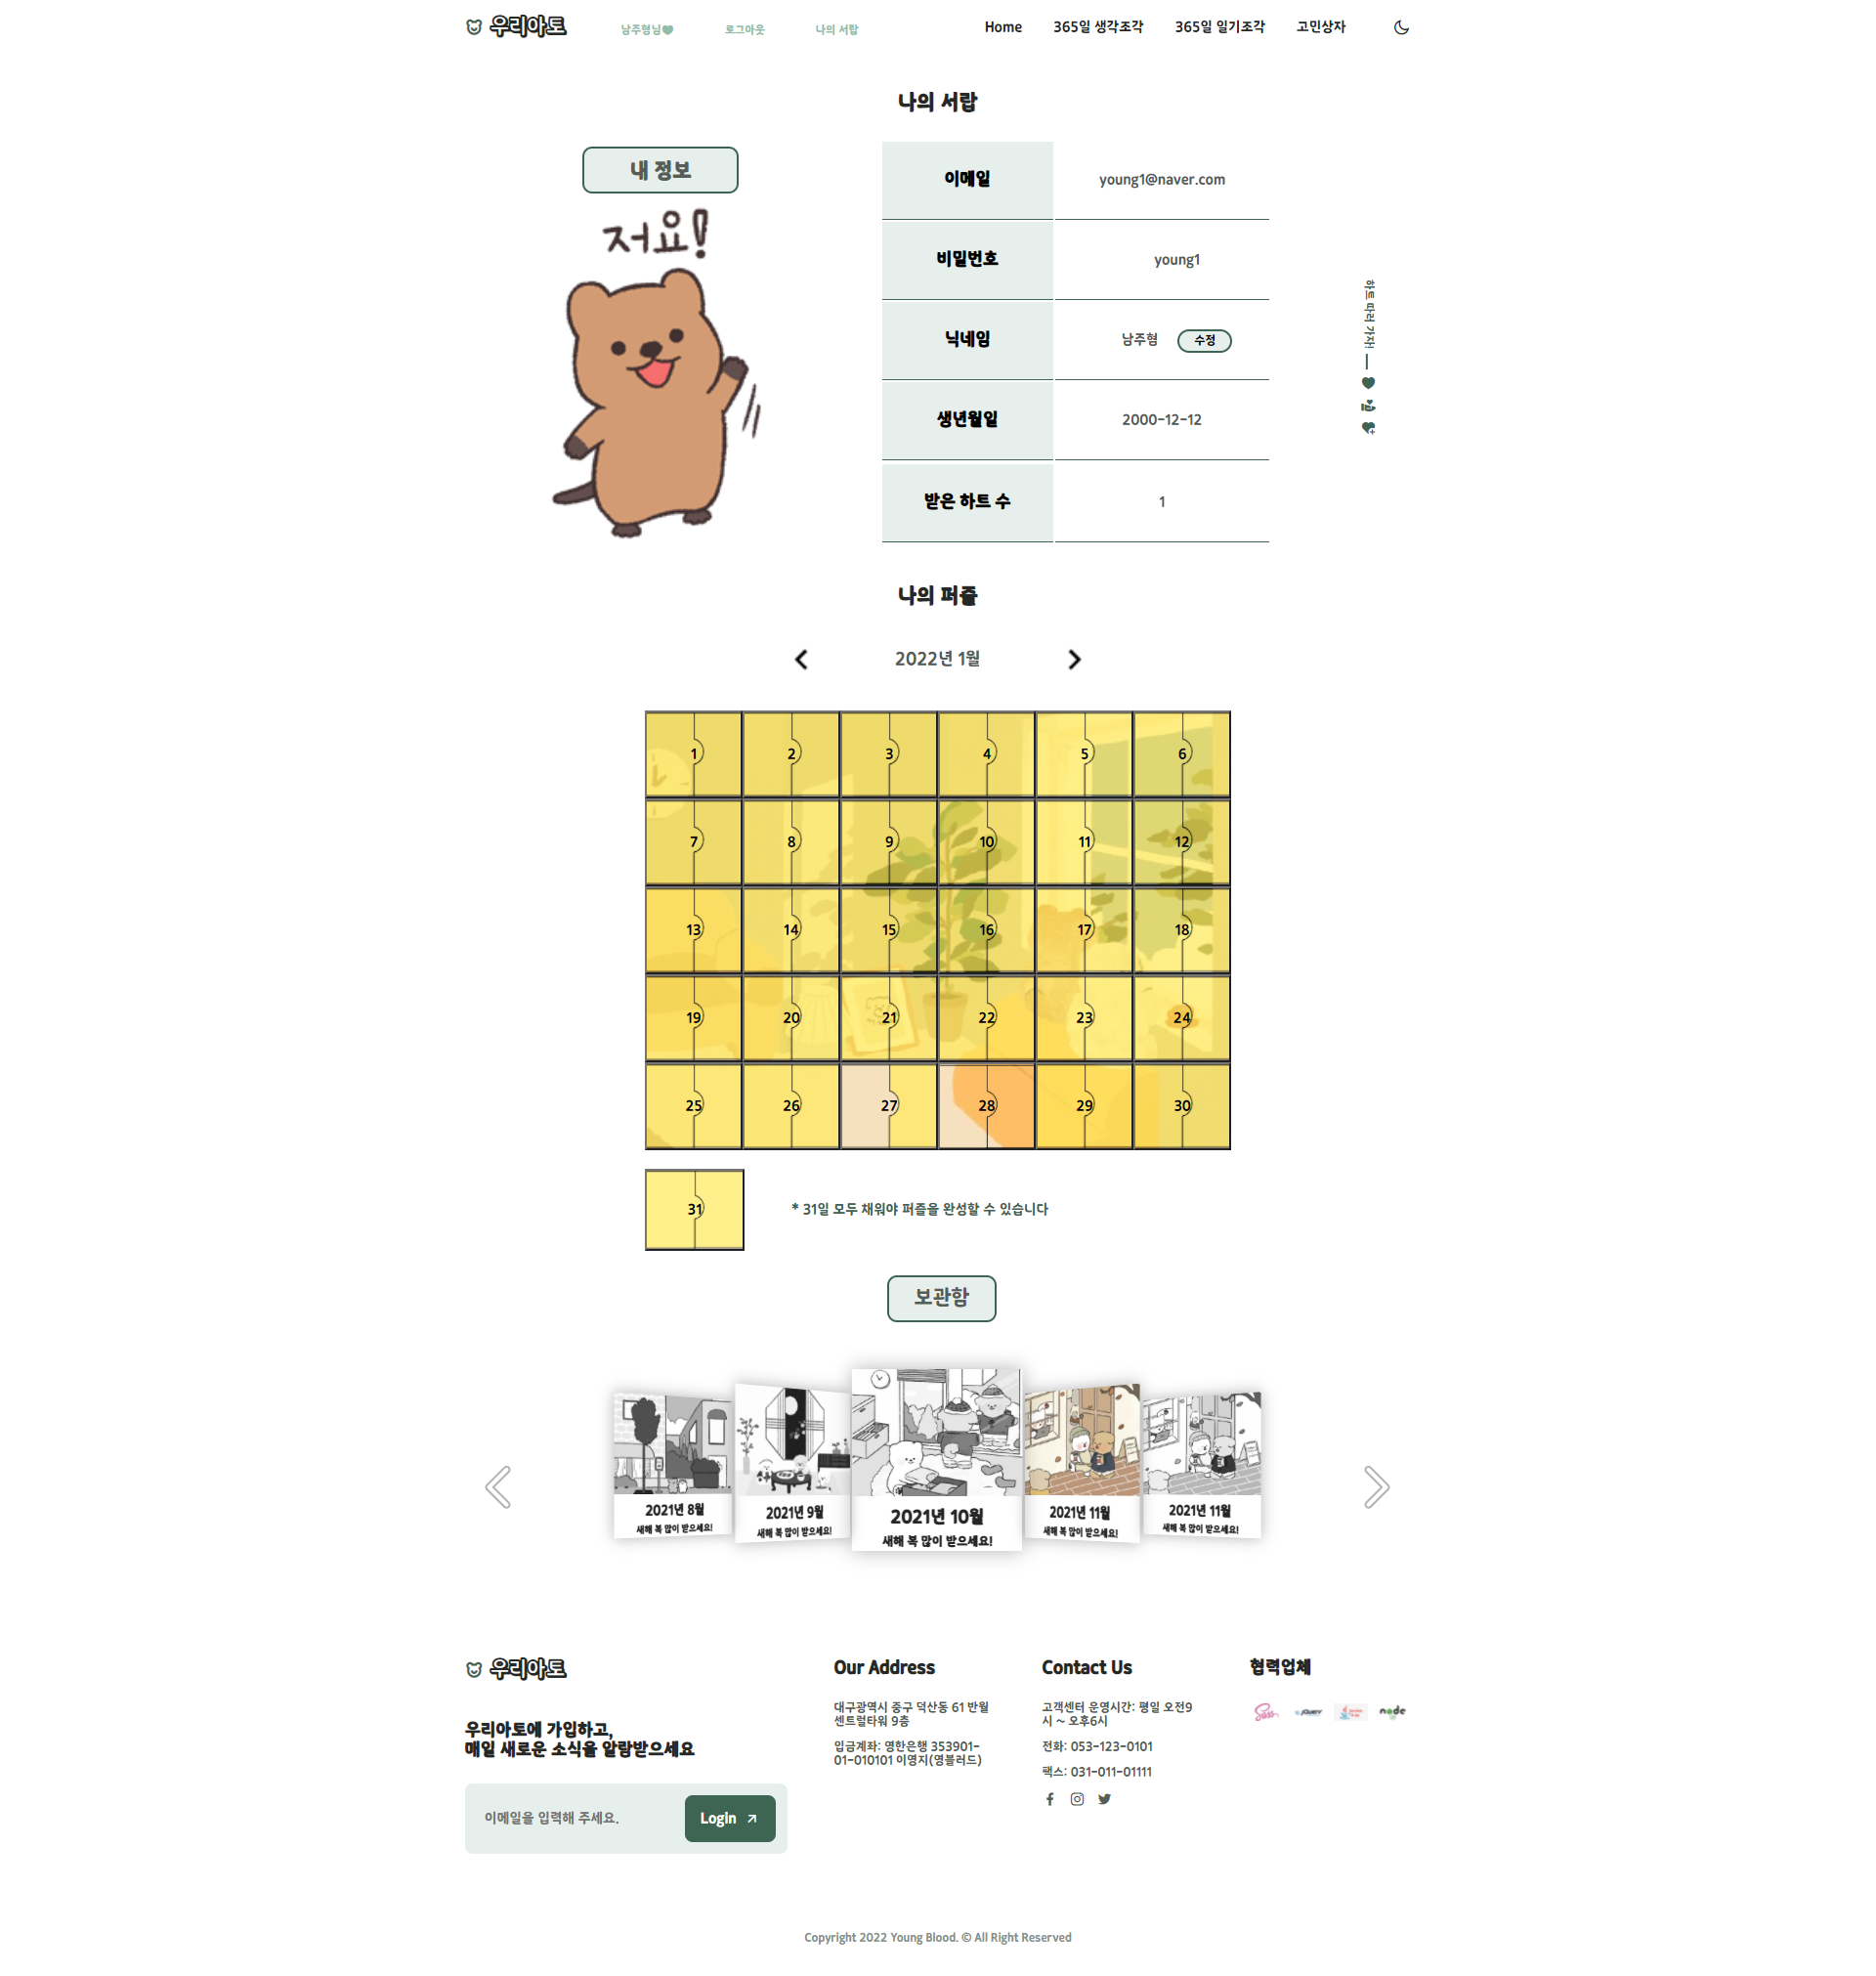 우리아토
남주형님
로그아웃
나의 서랍
Home
365일 생각조각
365일 일기조각
고민상자
나의 서랍
내 정보
저요!
이메일
young1@naver.com
비밀번호
young1
닉네임
남주형
수정
생년월일
2000-12-12
받은 하트 수
1
하트 따러 가자!
나의 퍼즐
2022년 1월
1
2
3
4
5
6
7
8
9
10
11
12
13
14
15
16
17
18
19
20
21
22
23
24
25
26
27
28
29
30
31
* 31일 모두 채워야 퍼즐을 완성할 수 있습니다
보관함
2021년 8월
새해 복 많이 받으세요!
2021년 9월
새해 복 많이 받으세요!
2021년 10월
새해 복 많이 받으세요!
2021년 11월
새해 복 많이 받으세요!
2021년 11월
새해 복 많이 받으세요!
우리아토
우리아토에 가입하고,
매일 새로운 소식을 알람받으세요
이메일을 입력해 주세요.
Login
Our Address
대구광역시 중구 덕산동 61 반월
센트럴타워 9층
입금계좌: 영한은행 353901-
01-010101 이영지(영블러드)
Contact Us
고객센터 운영시간: 평일 오전9
시 ~ 오후6시
전화: 053-123-0101
팩스: 031-011-01111
협력업체
Sass
jQuery
node
Copyright 2022 Young Blood. © All Right Reserved